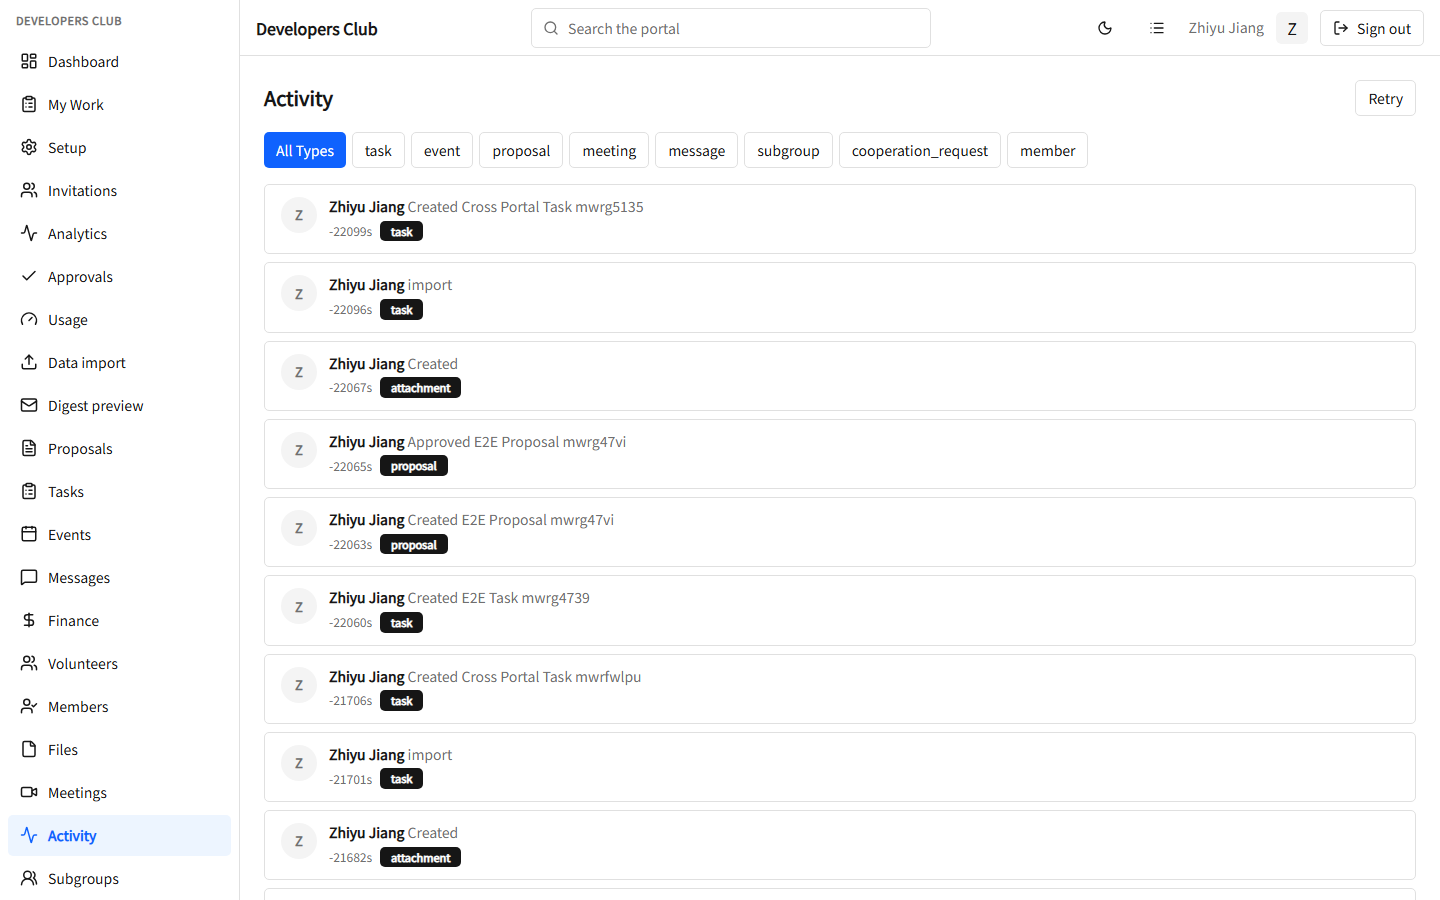 DEVELOPERS CLUB
Dashboard
My Work
Setup
Invitations
Analytics
Approvals
Usage
Data import
Digest preview
Proposals
Tasks
Events
Messages
Finance
Volunteers
Members
Files
Meetings
Activity
Subgroups
Developers Club
Search the portal
Zhiyu Jiang
Z
Sign out
Activity
Retry
All Types
task
event
proposal
meeting
message
subgroup
cooperation_request
member
Z
Zhiyu Jiang Created Cross Portal Task mwrg5135
-22099s task
Z
Zhiyu Jiang import
-22096s task
Z
Zhiyu Jiang Created
-22067s attachment
Z
Zhiyu Jiang Approved E2E Proposal mwrg47vi
-22065s proposal
Z
Zhiyu Jiang Created E2E Proposal mwrg47vi
-22063s proposal
Z
Zhiyu Jiang Created E2E Task mwrg4739
-22060s task
Z
Zhiyu Jiang Created Cross Portal Task mwrfwlpu
-21706s task
Z
Zhiyu Jiang import
-21701s task
Z
Zhiyu Jiang Created
-21682s attachment